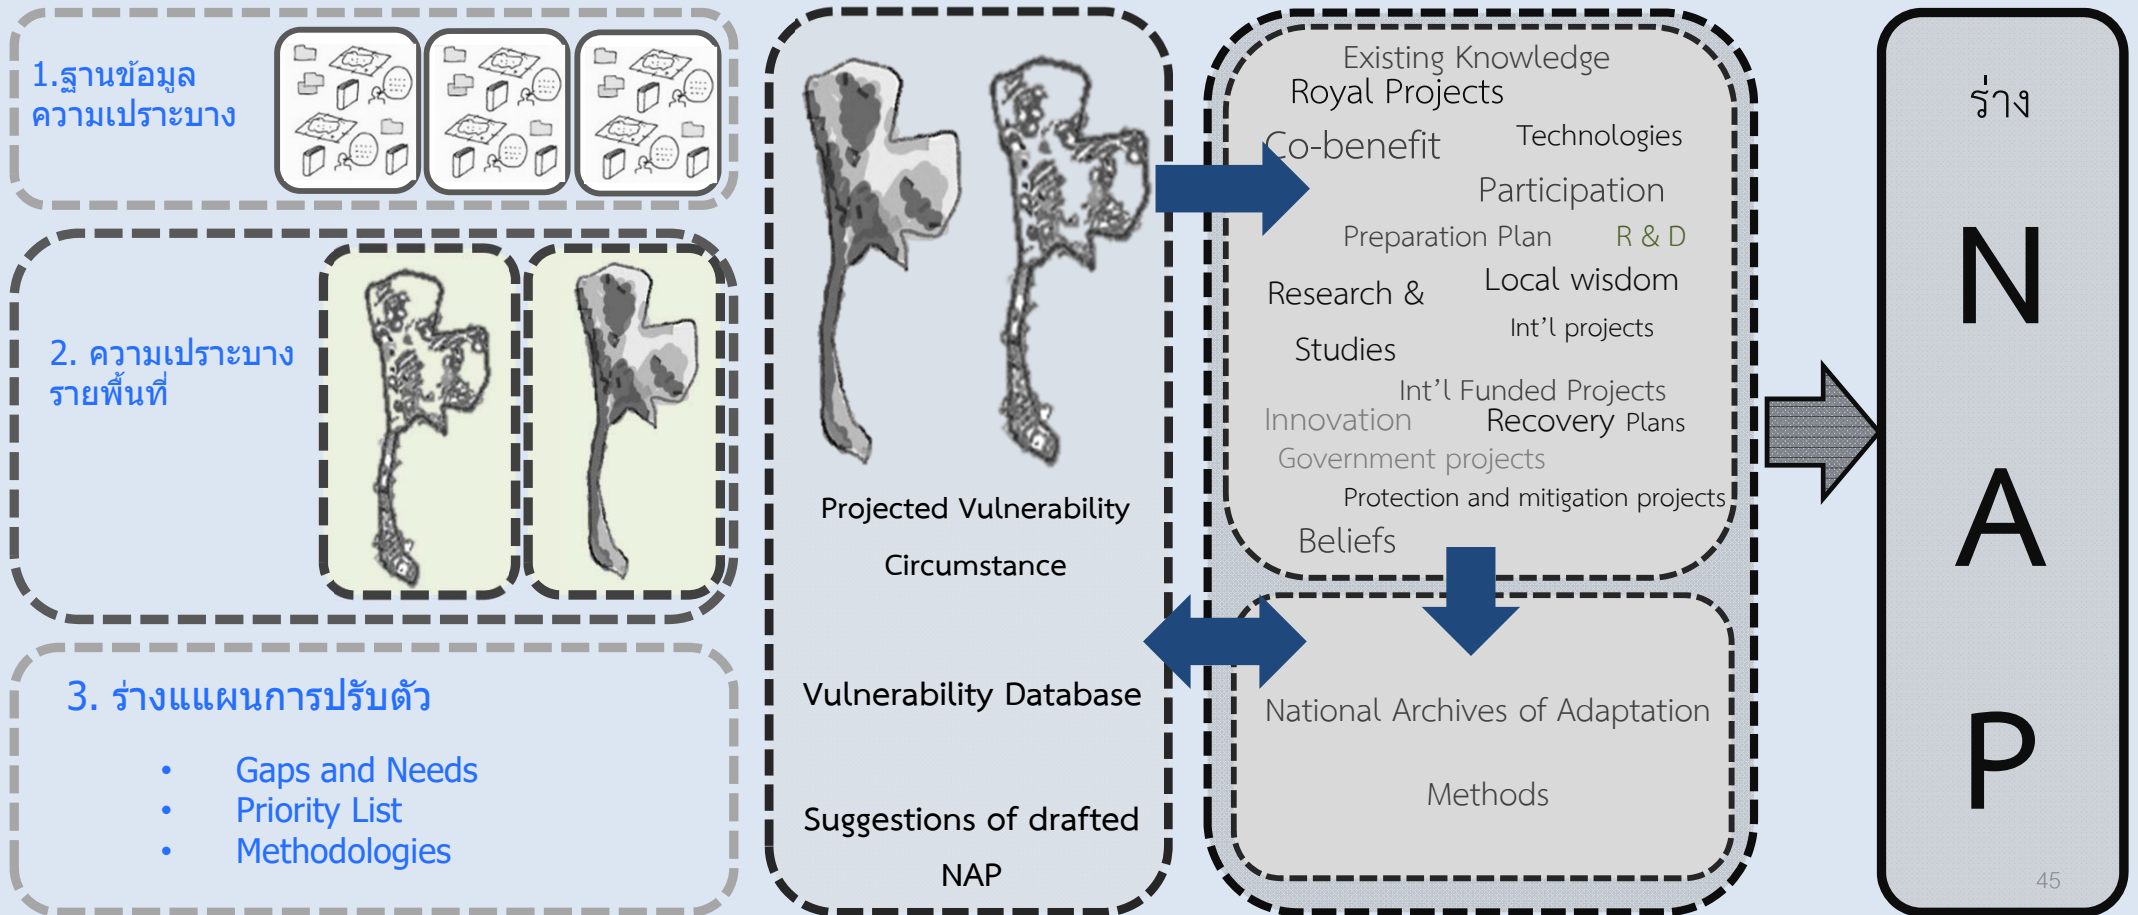 1.ฐานข้อมูล
ความเปราะบาง
2. ความเปราะบาง
รายพื้นที่
3. ร่างแแผนการปรับตัว
• Gaps and Needs
• Priority List
• Methodologies
Projected Vulnerability
Circumstance
Vulnerability Database
Suggestions of drafted
NAP
Existing Knowledge
Royal Projects
Co-benefit
Technologies
Participation
Preparation Plan
R & D
Research &
Studies
Local wisdom
Int'l projects
Int'l Funded Projects
Innovation
Recovery Plans
Government projects
Protection and mitigation projects
Beliefs
National Archives of Adaptation
Methods
ร่าง
N
A
P
45